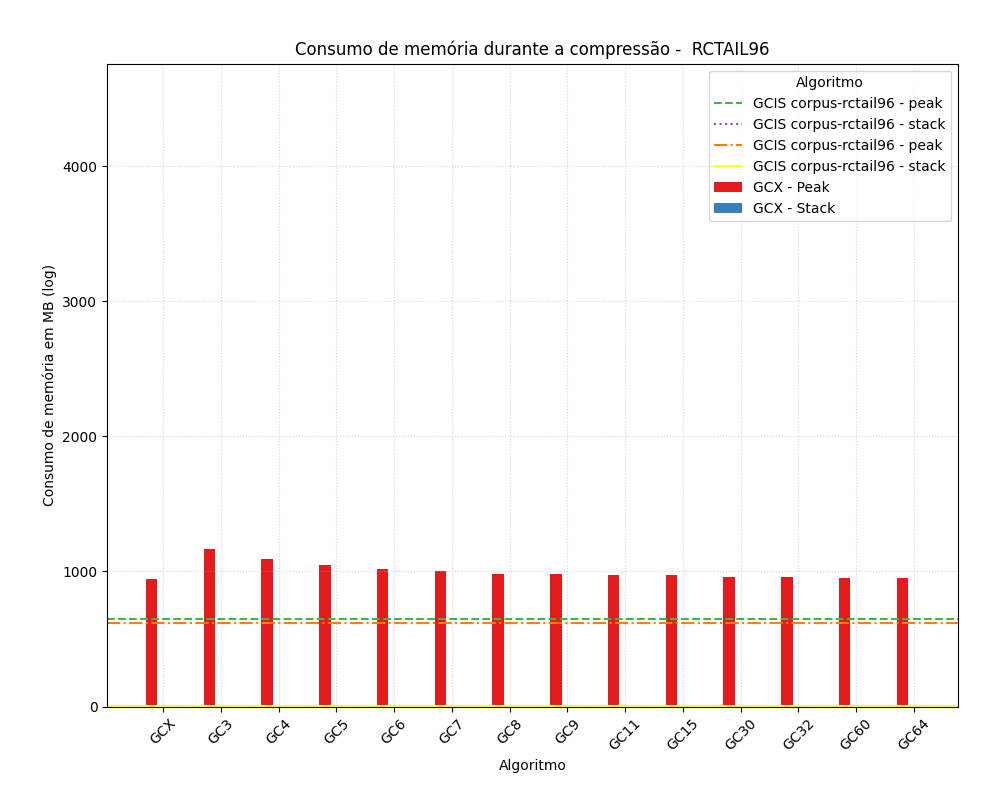 Consumo de memória durante a compressão -  RCTAIL96
Algoritmo
GCIS corpus-rctail96 - peak
GCIS corpus-rctail96 - stack
GCIS corpus-rctail96 - peak
GCIS corpus-rctail96 - stack
GCX - Peak
GCX - Stack
Consumo de memória em MB (log)
4000
3000
2000
1000
0
GCX
GC3
GC4
GC5
GC6
GC7
GC8
GC9
GC11
GC15
GC30
GC32
GC60
GC64
Algoritmo